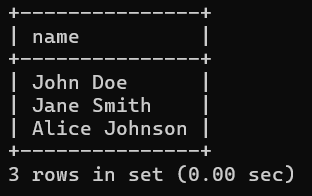 +---------------+
| name          |
+---------------+
| John Doe      |
| Jane Smith    |
| Alice Johnson |
+---------------+
3 rows in set (0.00 sec)